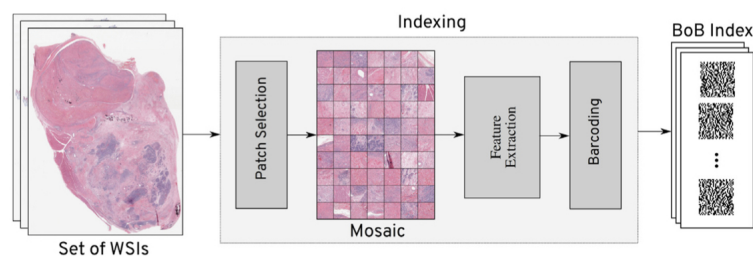 Indexing
BoB Index
Patch Selection
Feature
Extraction
Barcoding
Mosaic
Set of WSIs